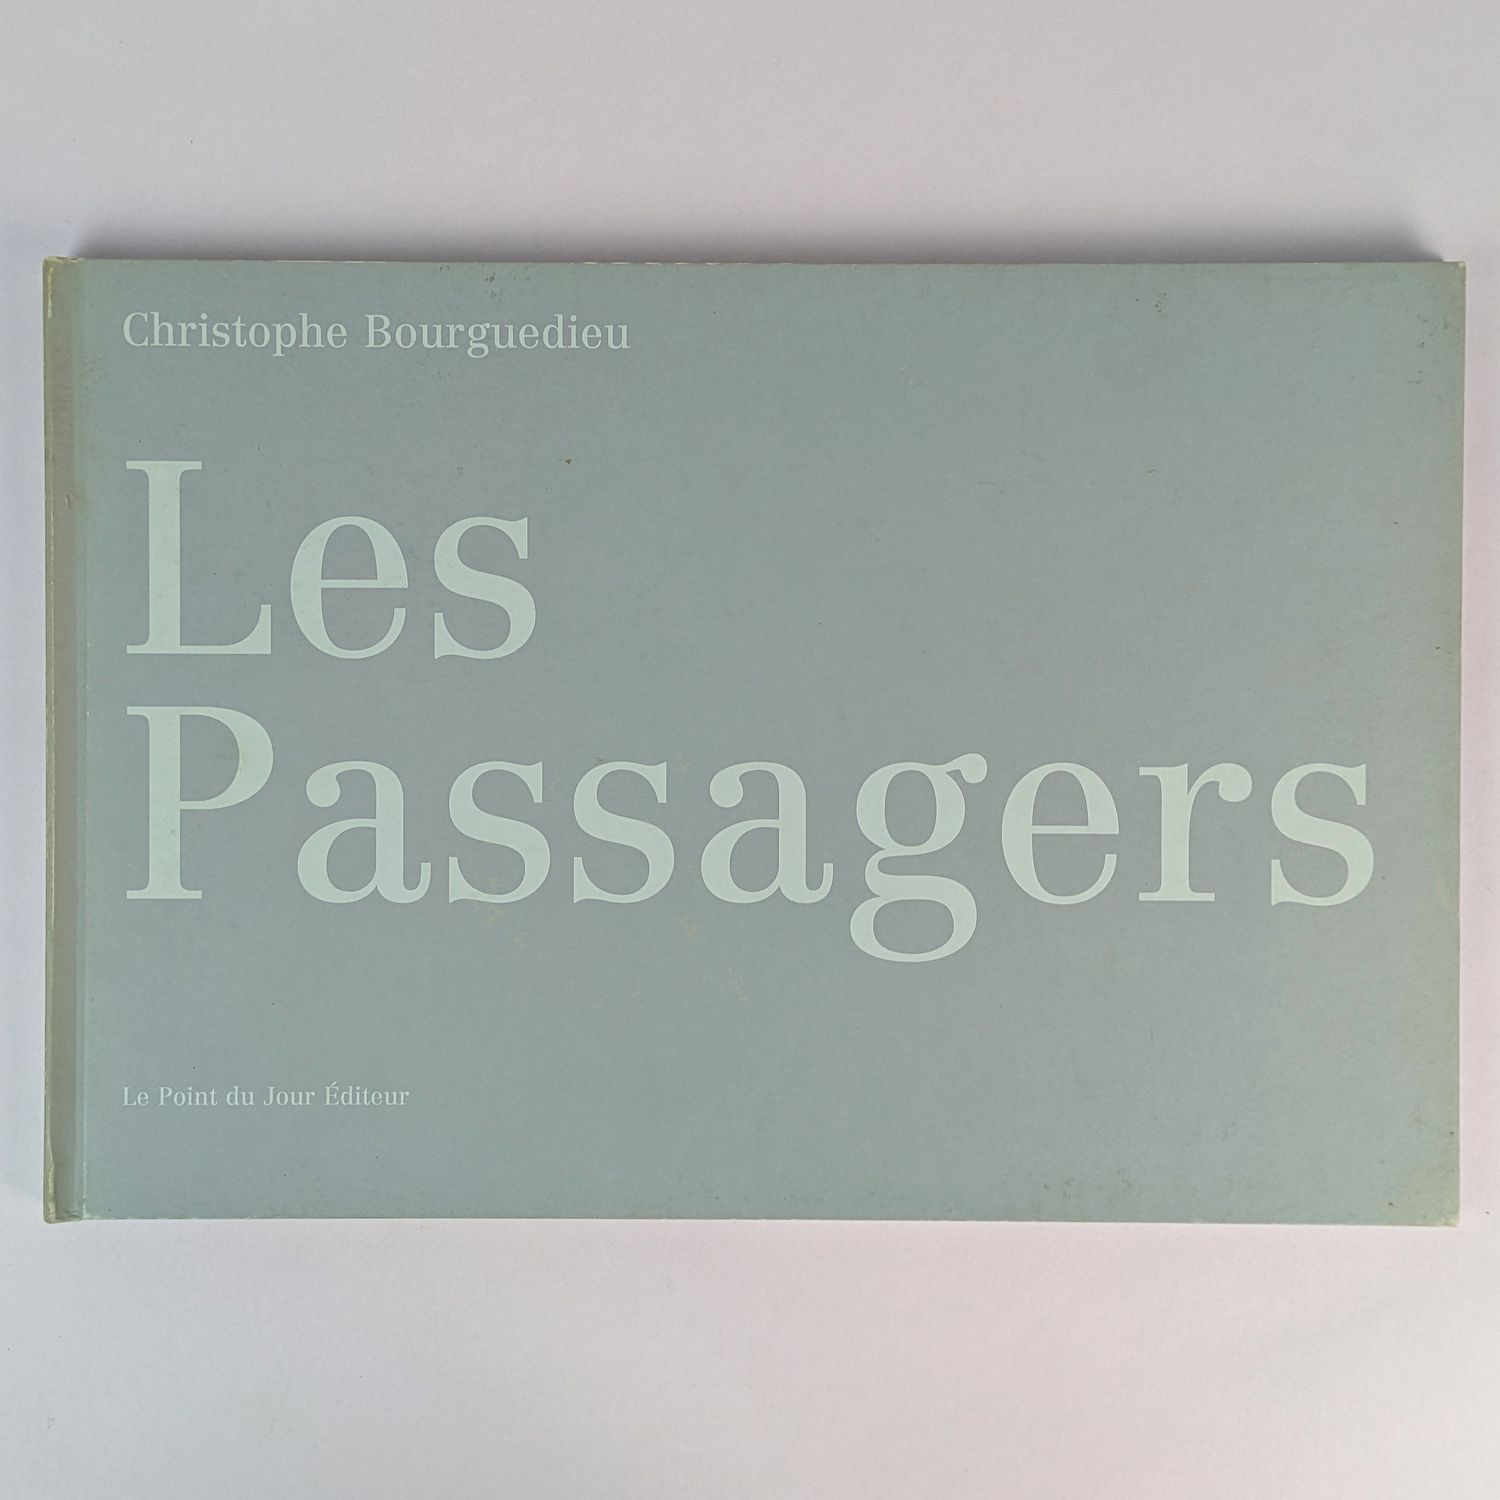 Christophe Bourguedieu
Les
Passagers
Le Point du Jour Éditeur